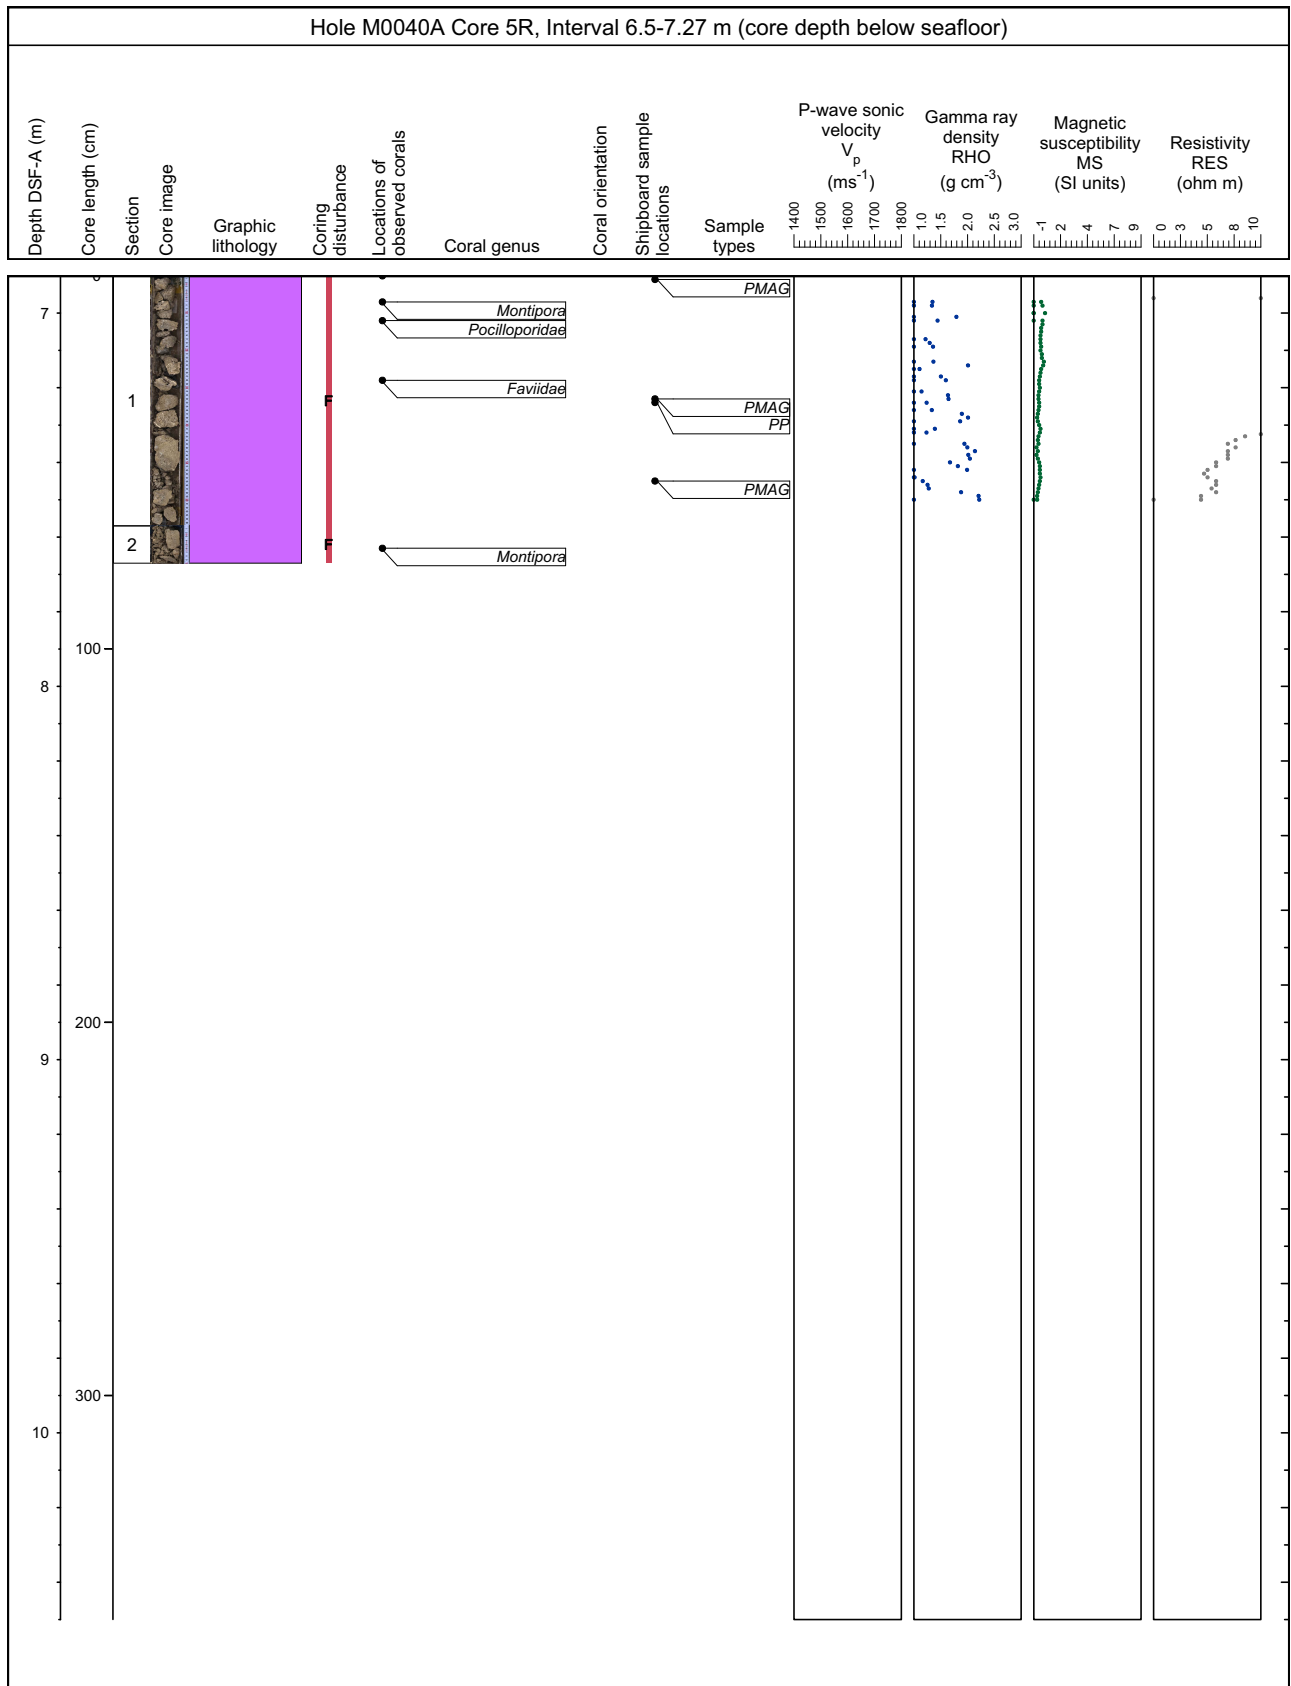 Hole M0040A Core 5R, Interval 6.5-7.27 m (core depth below seafloor)
Depth DSF-A (m)
Core length (cm)
Section
Core image
Graphic
lithology
Coring
disturbance
Locations of
observed corals
Coral genus
Coral orientation
Shipboard sample
locations
Sample
types
P-wave sonic
velocity
Vp
(ms-1)
1400 1500 1600 1700 1800
Gamma ray
density
RHO
(g cm-3)
1.0 1.5 2.0 2.5 3.0
Magnetic
susceptibility
MS
(SI units)
-1 2 4 7 9
Resistivity
RES
(ohm m)
0 3 5 8 10
0
PMAG
7
Montipora
Pocilloporidae
Faviidae
1
F
PMAG
PP
PMAG
2
F
Montipora
100
8
200
9
300
10